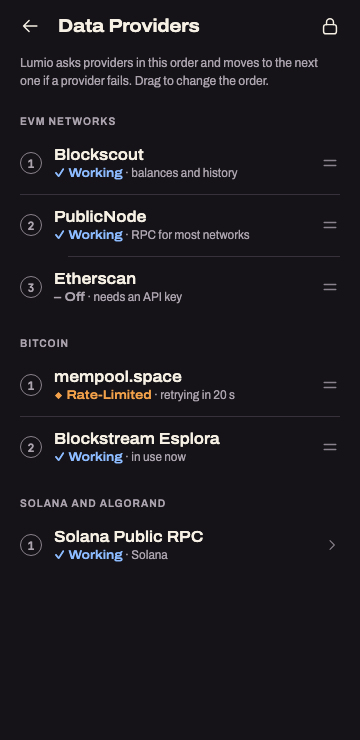 Data Providers
Lumio asks providers in this order and moves to the next
one if a provider fails. Drag to change the order.
EVM NETWORKS
1 Blockscout
✓ Working · balances and history
2 PublicNode
✓ Working · RPC for most networks
3 Etherscan
– Off · needs an API key
BITCOIN
1 mempool.space
◆ Rate-Limited · retrying in 20 s
2 Blockstream Esplora
✓ Working · in use now
SOLANA AND ALGORAND
1 Solana Public RPC
✓ Working · Solana